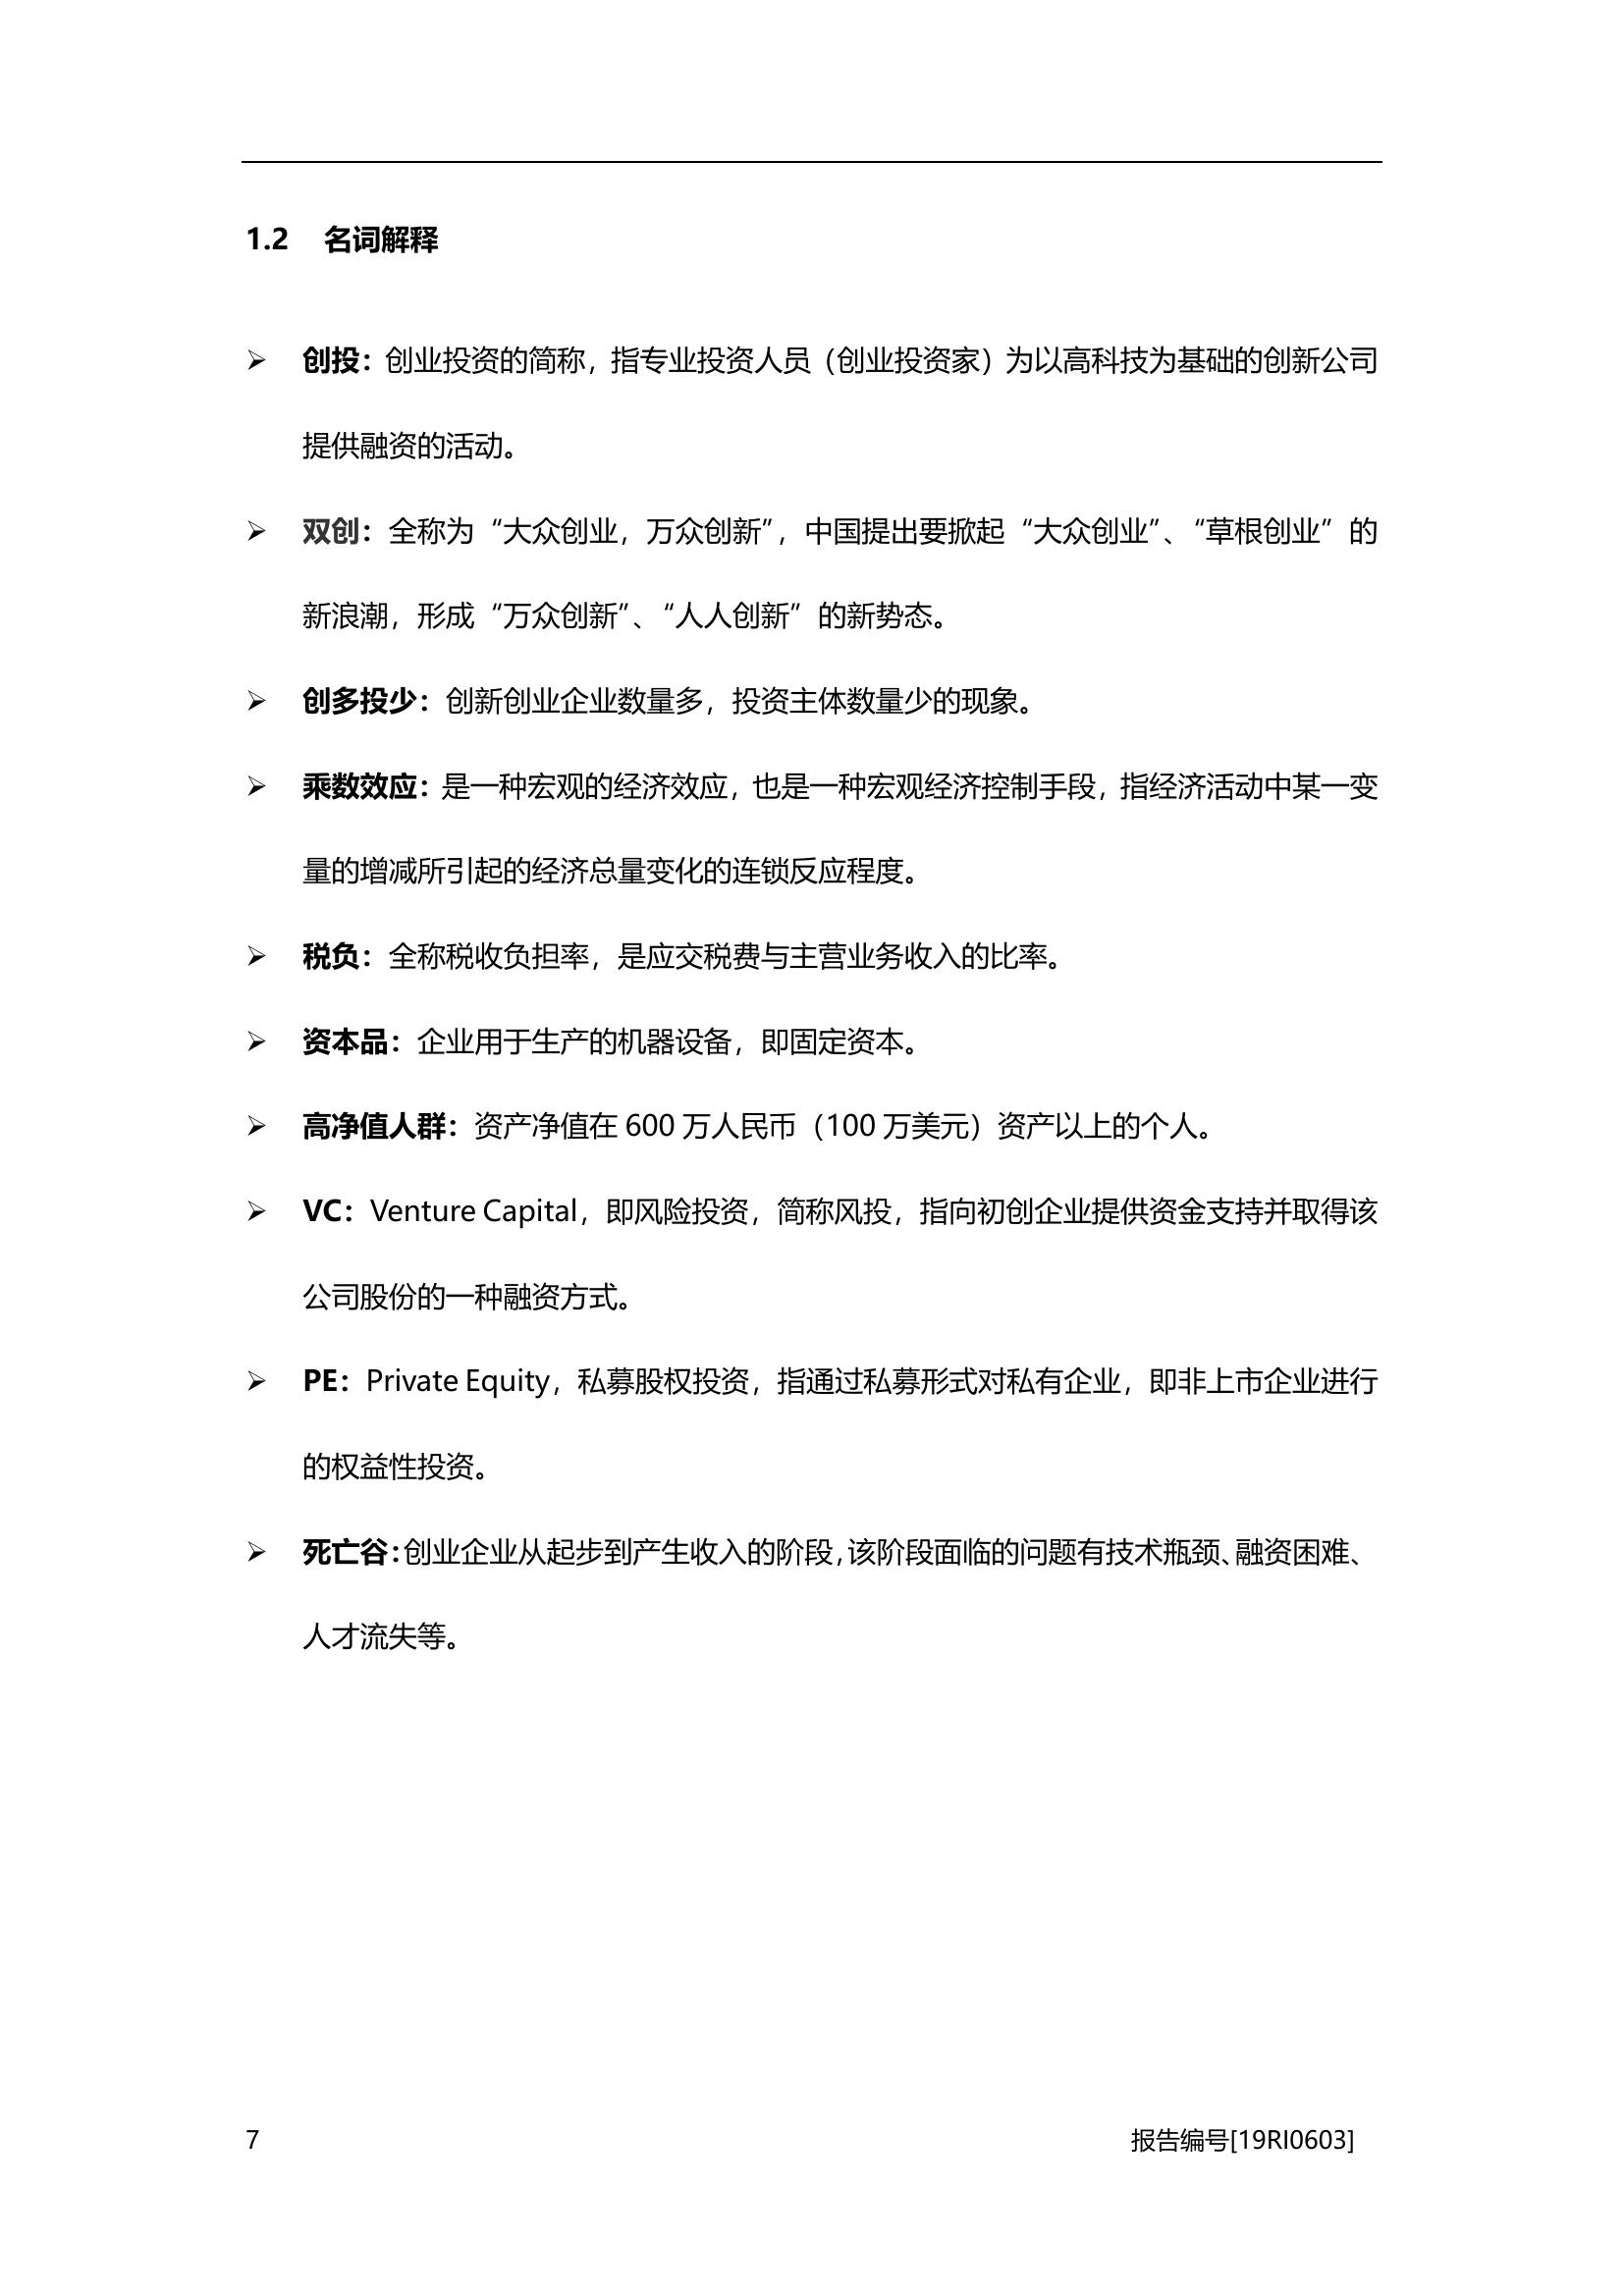 1.2 名词解释
➢ 创投：创业投资的简称，指专业投资人员（创业投资家）为以高科技为基础的创新公司
提供融资的活动。
➢ 双创：全称为“大众创业，万众创新”，中国提出要掀起“大众创业”、“草根创业”的
新浪潮，形成“万众创新”、“人人创新”的新势态。
➢ 创多投少：创新创业企业数量多，投资主体数量少的现象。
➢ 乘数效应：是一种宏观的经济效应，也是一种宏观经济控制手段，指经济活动中某一变
量的增减所引起的经济总量变化的连锁反应程度。
➢ 税负：全称税收负担率，是应交税费与主营业务收入的比率。
➢ 资本品：企业用于生产的机器设备，即固定资本。
➢ 高净值人群：资产净值在 600 万人民币（100 万美元）资产以上的个人。
➢ VC：Venture Capital，即风险投资，简称风投，指向初创企业提供资金支持并取得该
公司股份的一种融资方式。
➢ PE：Private Equity，私募股权投资，指通过私募形式对私有企业，即非上市企业进行
的权益性投资。
➢ 死亡谷：创业企业从起步到产生收入的阶段，该阶段面临的问题有技术瓶颈、融资困难、
人才流失等。
7 报告编号[19RI0603]